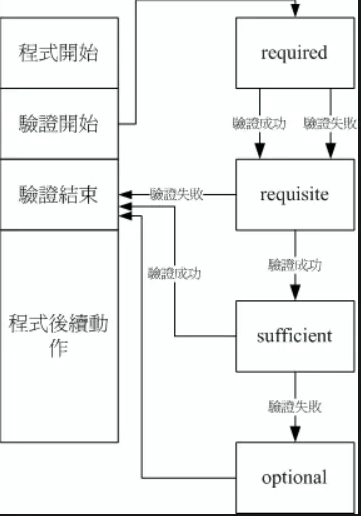 程式開始
required
驗證開始
驗證成功
驗證失敗
驗證結束
驗證失敗
requisite
驗證成功
驗證成功
程式後續動
作
sufficient
驗證失敗
optional